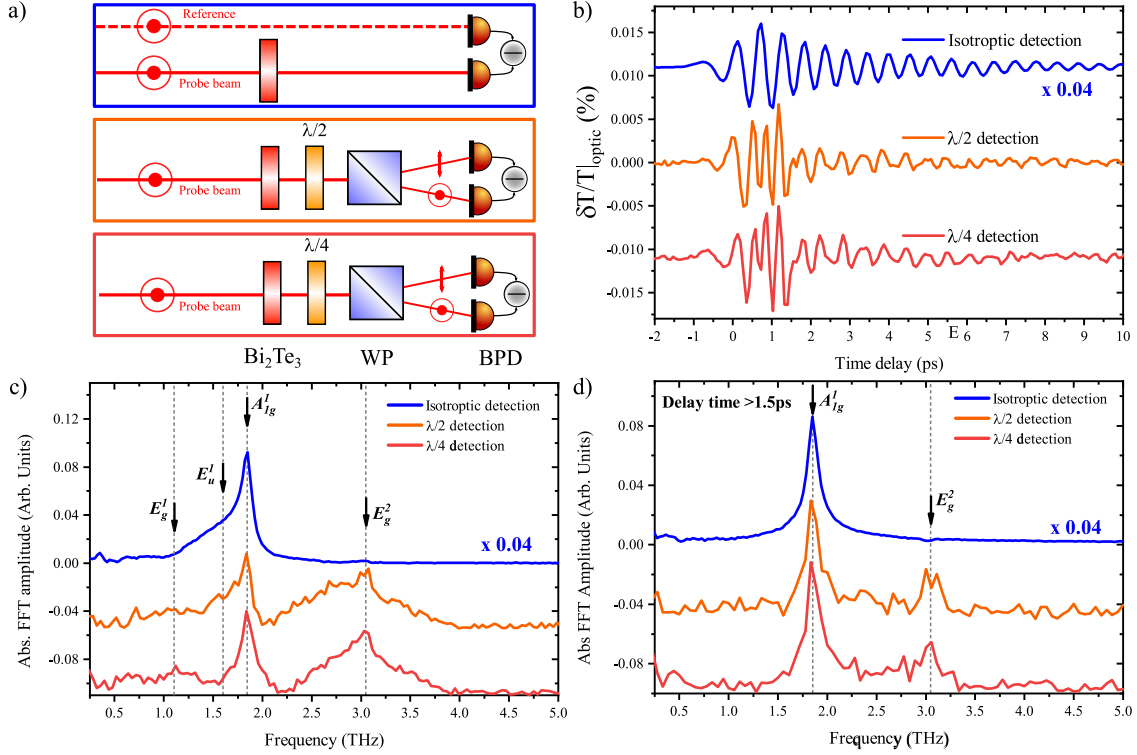 a)
Reference
Probe beam
λ/2
Probe beam
λ/4
Probe beam
Bi₂Te₃
WP
BPD
b)
0.015
0.010
0.005
0.000
-0.005
-0.010
-0.015
δT/T|optic (%)
Isotroptic detection
x 0.04
λ/2 detection
λ/4 detection
E
-2 -1 0 1 2 3 4 5 6 7 8 9 10
Time delay (ps)
c)
0.12
0.08
0.04
0.00
-0.04
-0.08
Abs. FFT amplitude (Arb. Units)
Isotroptic detection
λ/2 detection
λ/4 detection
A₁g¹
Eᵤ¹
E_g¹
E_g²
x 0.04
0.5 1.0 1.5 2.0 2.5 3.0 3.5 4.0 4.5 5.0
Frequency (THz)
d)
0.08
0.04
0.00
-0.04
-0.08
Abs FFT Amplitude (Arb. Units)
Delay time >1.5ps
A₁g¹
Isotroptic detection
λ/2 detection
λ/4 detection
E_g²
x 0.04
0.5 1.0 1.5 2.0 2.5 3.0 3.5 4.0 4.5 5.0
Frequency (THz)